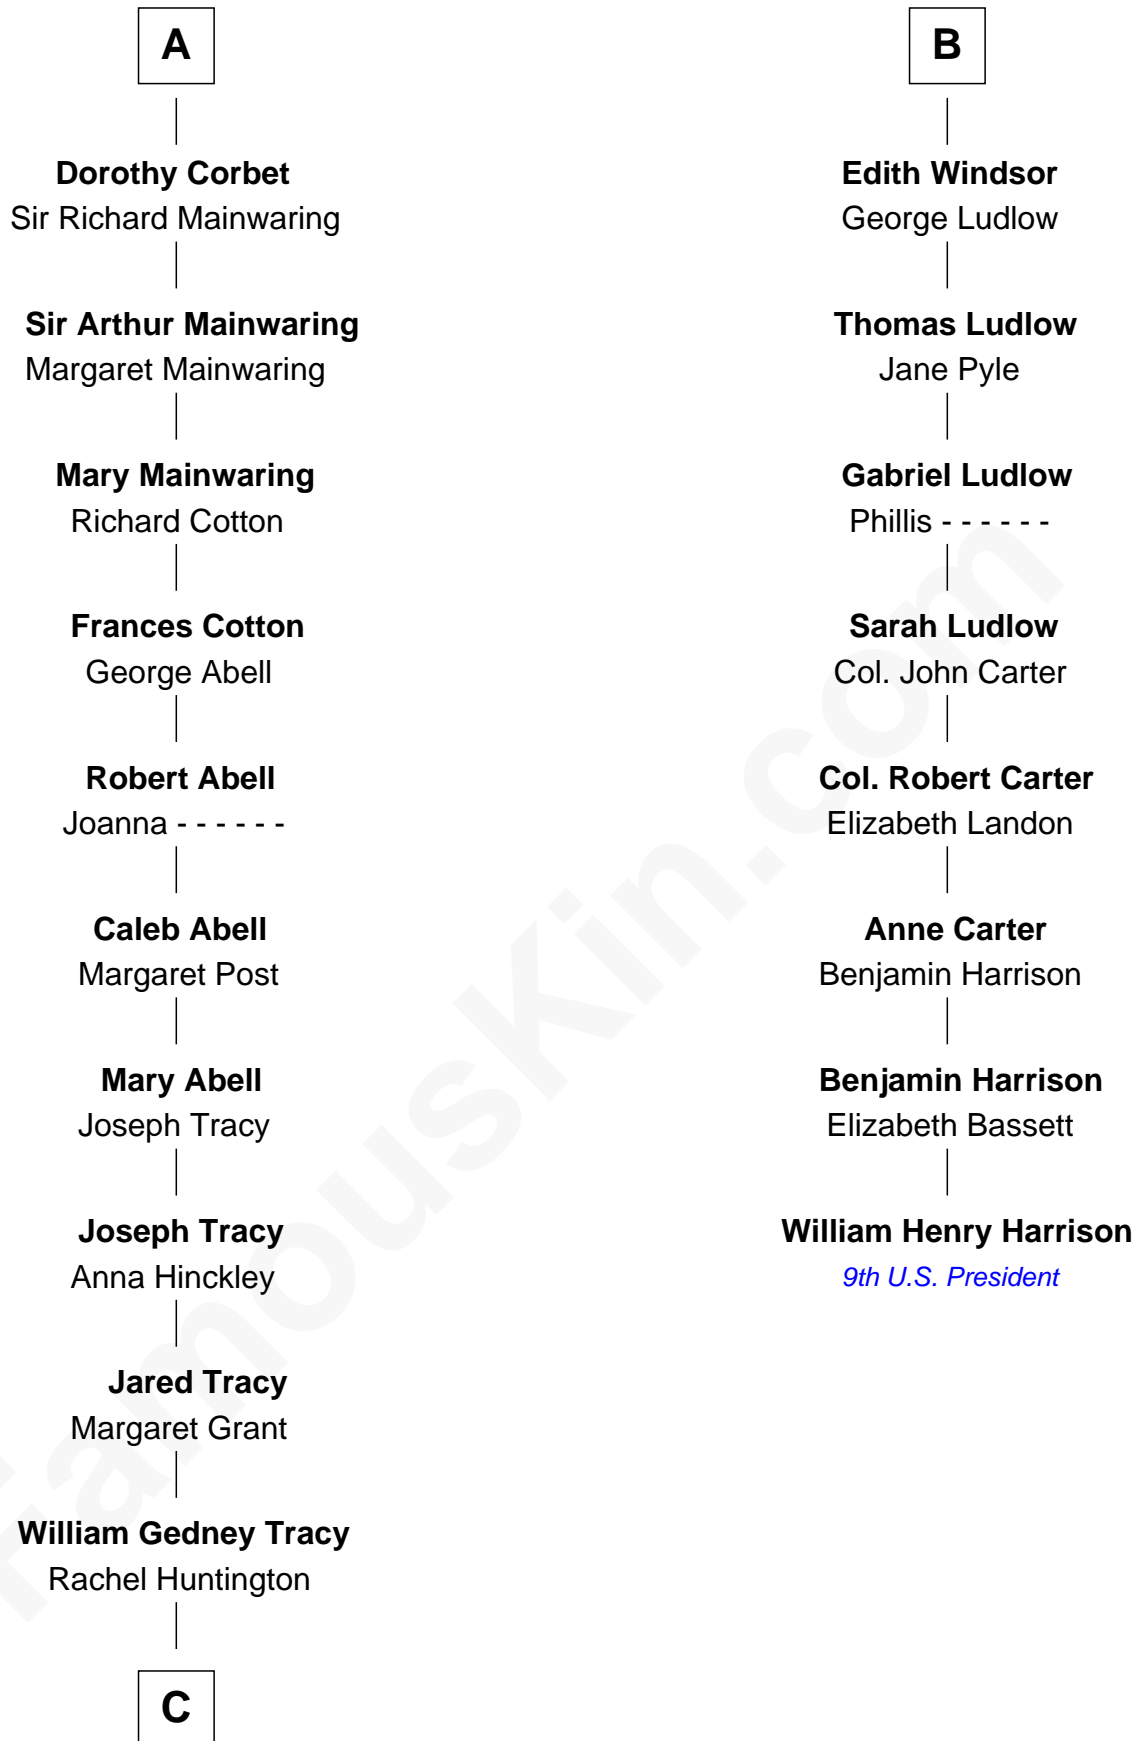 A
Dorothy Corbet
Sir Richard Mainwaring
Sir Arthur Mainwaring
Margaret Mainwaring
Mary Mainwaring
Richard Cotton
Frances Cotton
George Abell
Robert Abell
Joanna - - - - - -
Caleb Abell
Margaret Post
Mary Abell
Joseph Tracy
Joseph Tracy
Anna Hinckley
Jared Tracy
Margaret Grant
William Gedney Tracy
Rachel Huntington
C
B
Edith Windsor
George Ludlow
Thomas Ludlow
Jane Pyle
Gabriel Ludlow
Phillis - - - - - -
Sarah Ludlow
Col. John Carter
Col. Robert Carter
Elizabeth Landon
Anne Carter
Benjamin Harrison
Benjamin Harrison
Elizabeth Bassett
William Henry Harrison
9th U.S. President
FamousKin.com